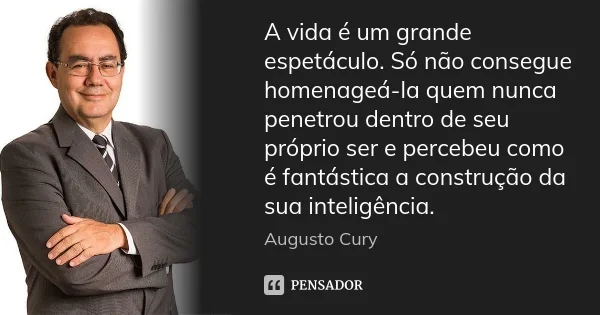 A vida é um grande
espetáculo. Só não consegue
homenageá-la quem nunca
penetrou dentro de seu
próprio ser e percebeu como
é fantástica a construção da
sua inteligência.
Augusto Cury
PENSADOR